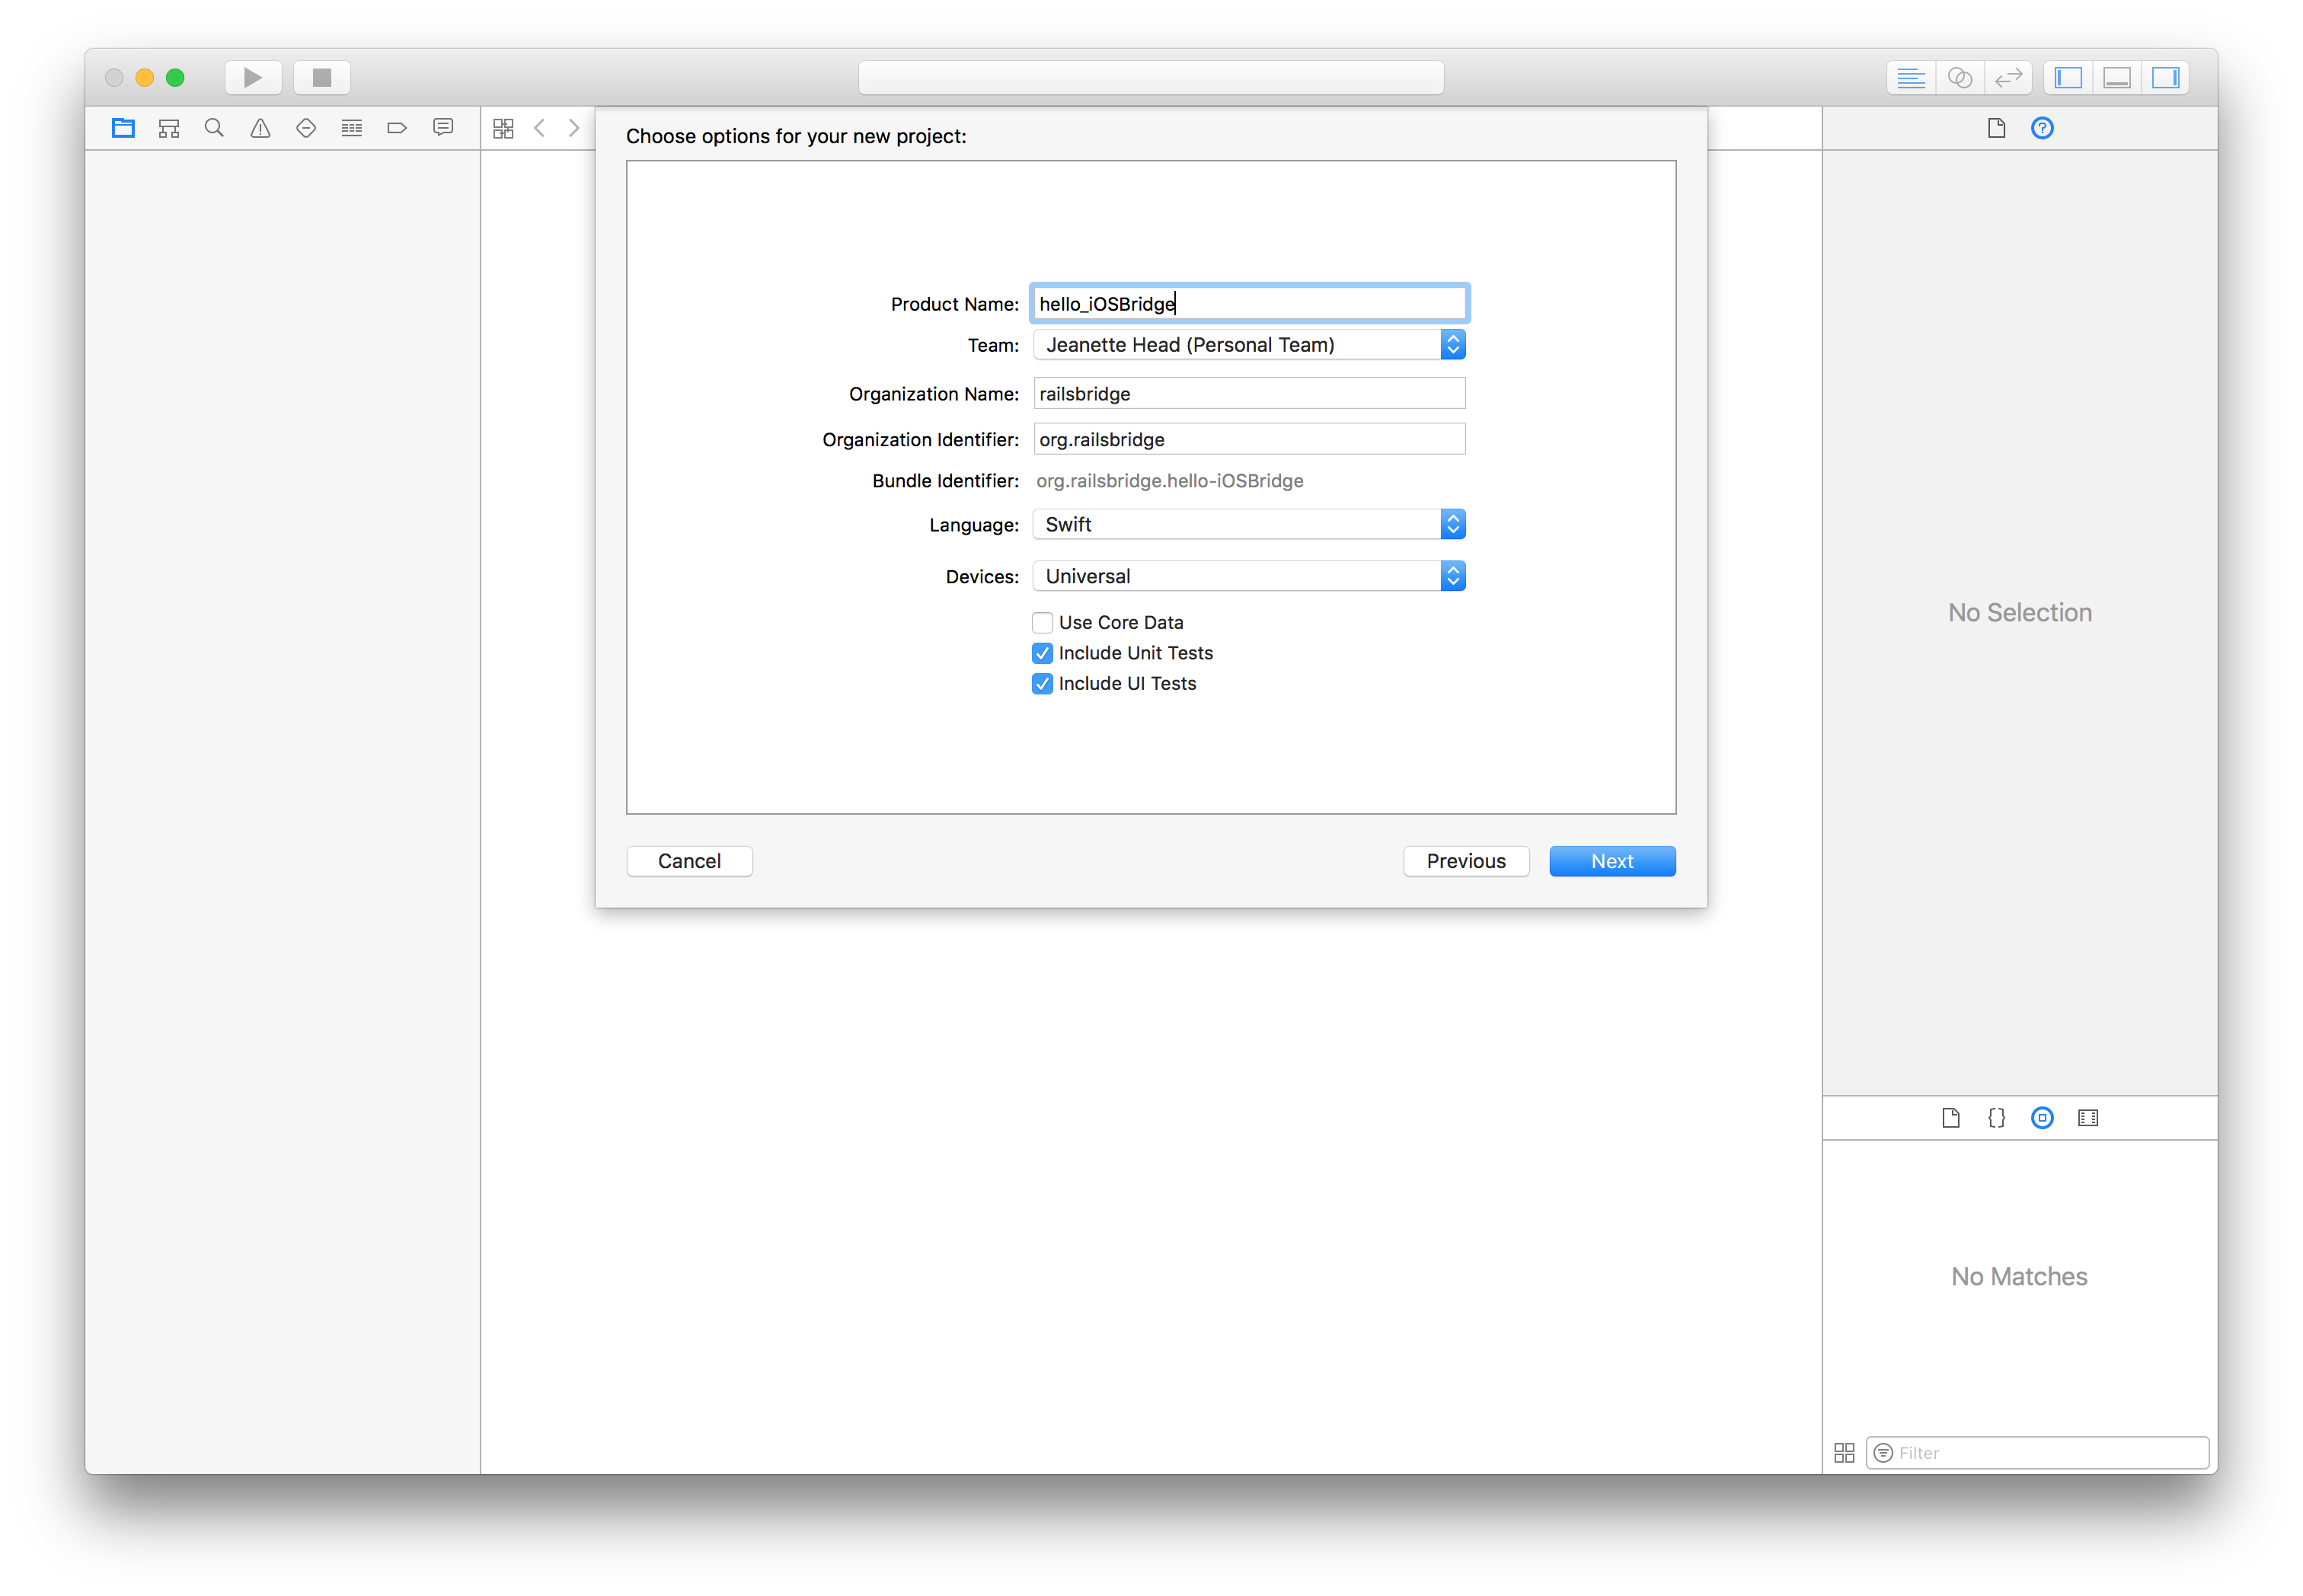 Choose options for your new project:
Product Name: hello_iOSBridge
Team: Jeanette Head (Personal Team)
Organization Name: railsbridge
Organization Identifier: org.railsbridge
Bundle Identifier: org.railsbridge.hello-iOSBridge
Language: Swift
Devices: Universal
Use Core Data
Include Unit Tests
Include UI Tests
Cancel Previous Next
No Selection
No Matches
Filter